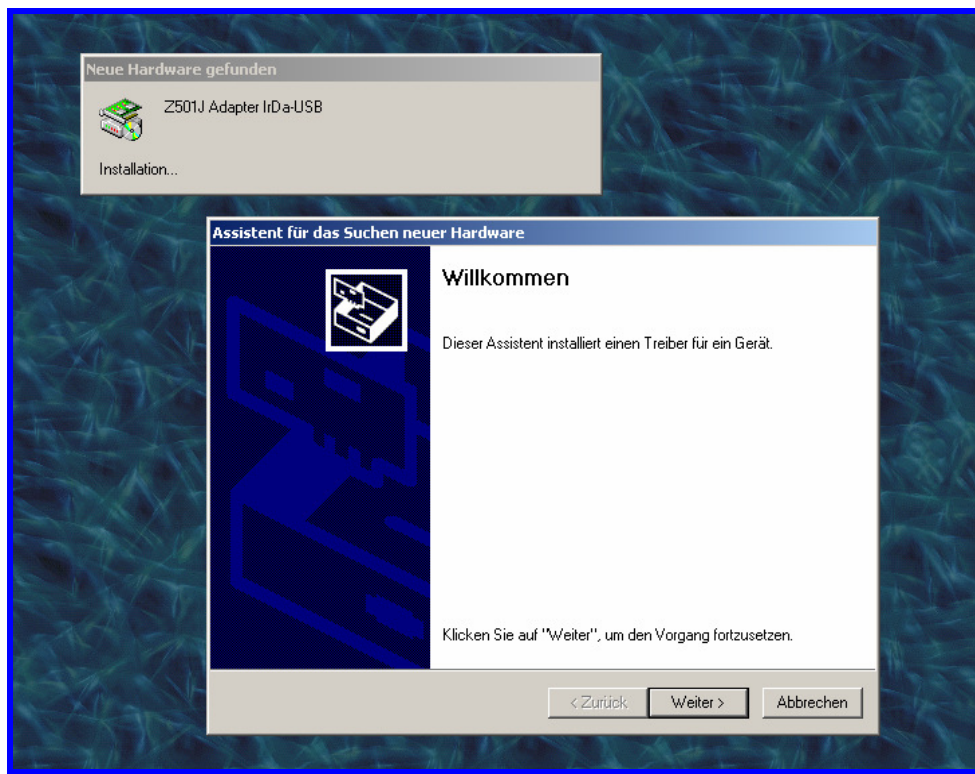 Neue Hardware gefunden
Z501J Adapter IrDa-USB
Installation...
Assistent für das Suchen neuer Hardware
Willkommen
Dieser Assistent installiert einen Treiber für ein Gerät.
Klicken Sie auf "Weiter", um den Vorgang fortzusetzen.
< Zurück Weiter > Abbrechen